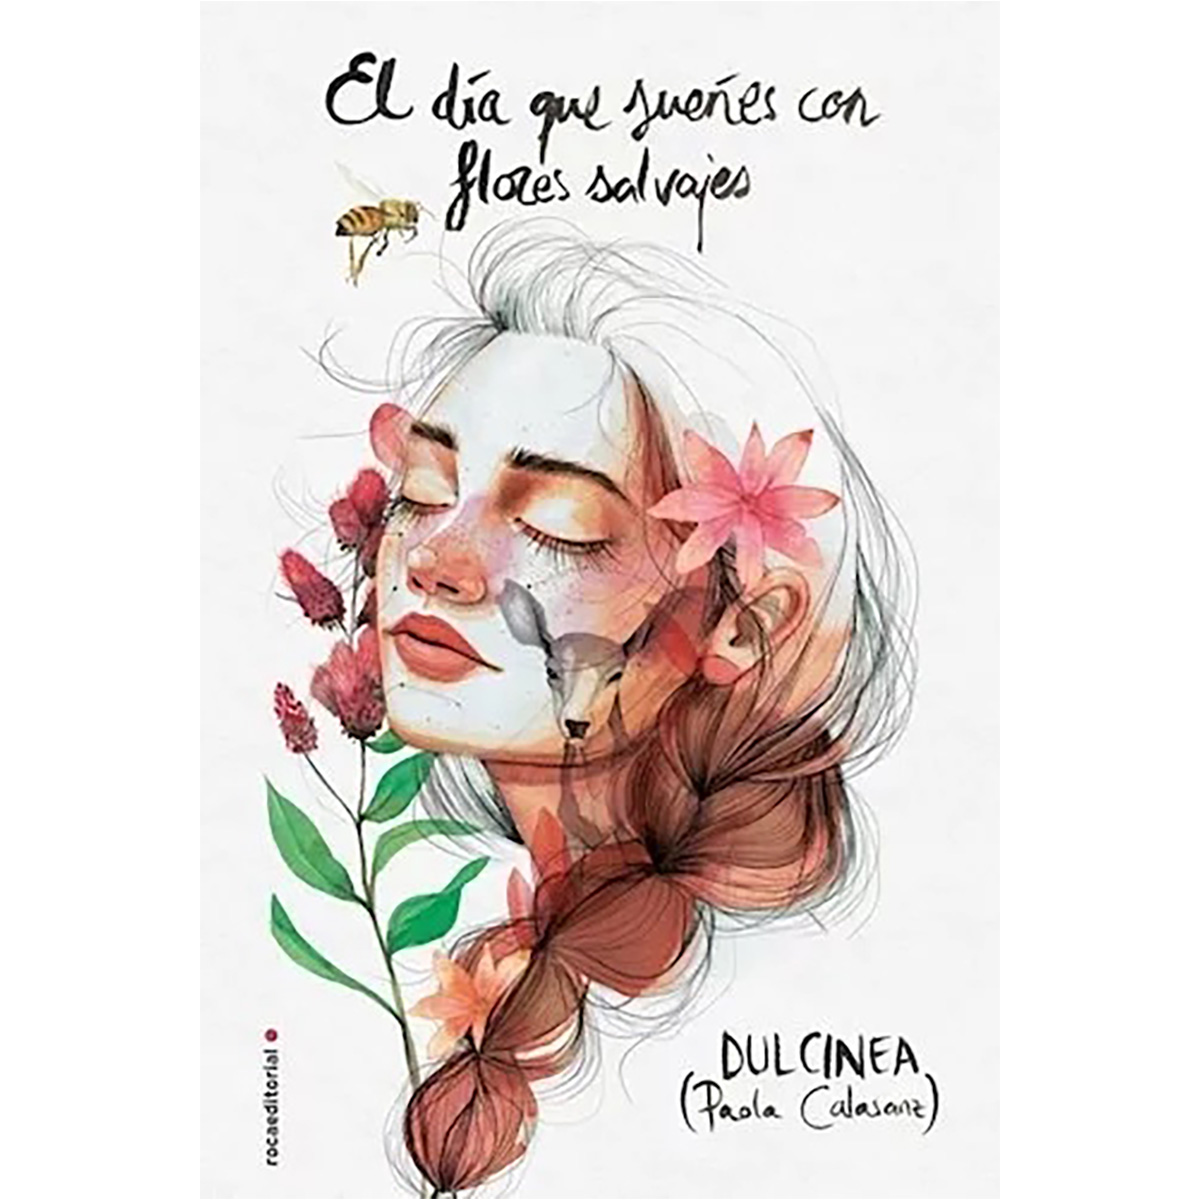 El día que sueñes con
flores salvajes
DULCINEA
(Paola Calasanz)
rocaeditorial